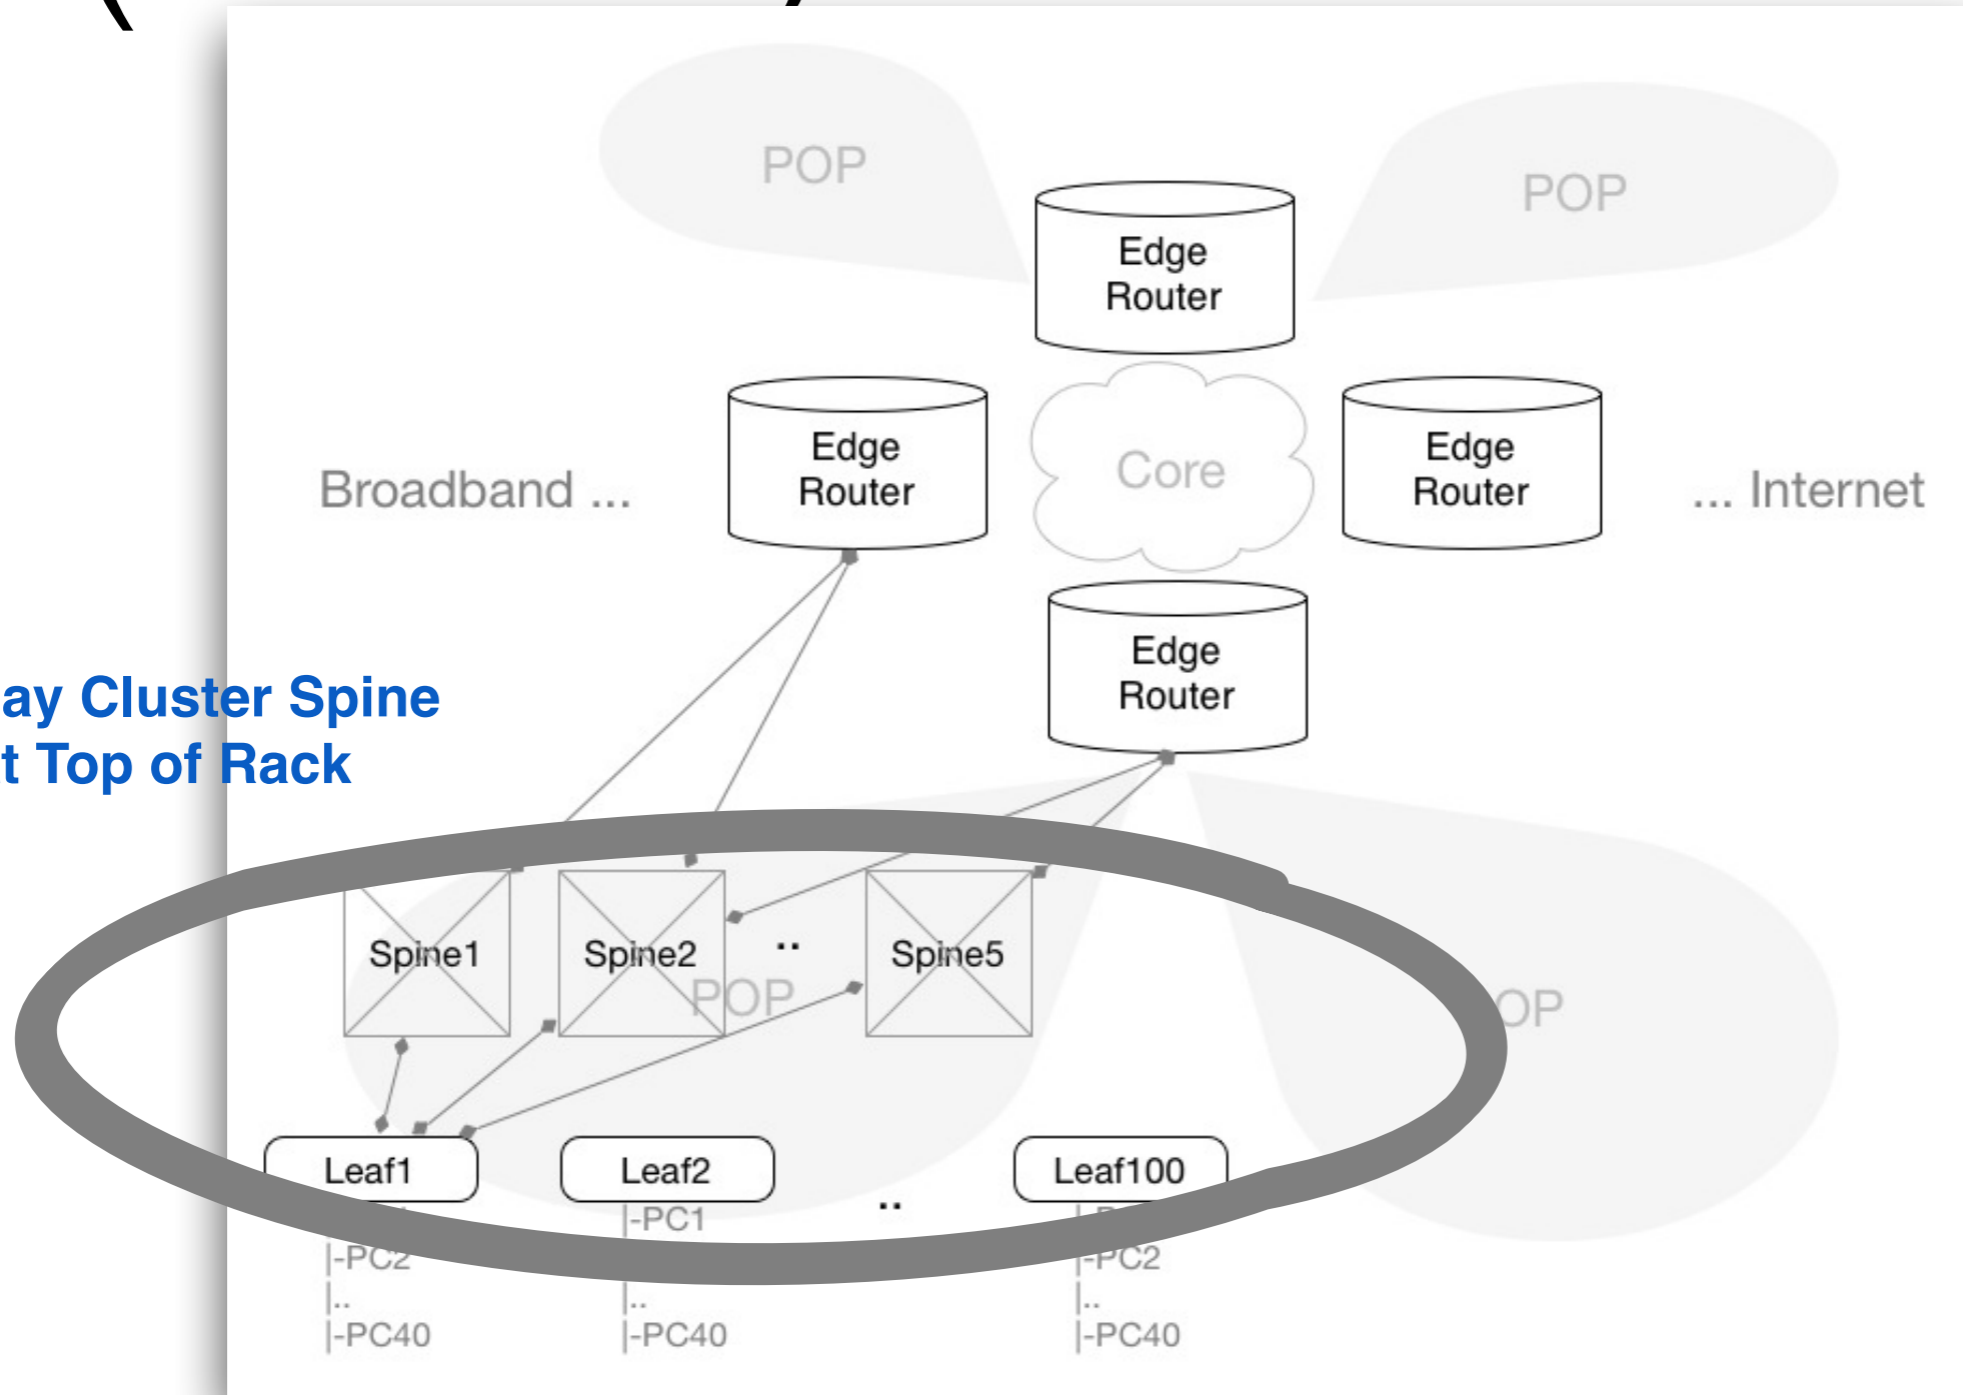 POP
POP
Edge
Router
Edge
Router
Core
Edge
Router
Broadband ...
... Internet
Edge
Router
ay Cluster Spine
t Top of Rack
Spine1
Spine2
..
Spine5
POP
OP
Leaf1
Leaf2
..
Leaf100
|-PC1
|-PC2
|-PC2
|..
|..
|..
|-PC40
|-PC40
|-PC40